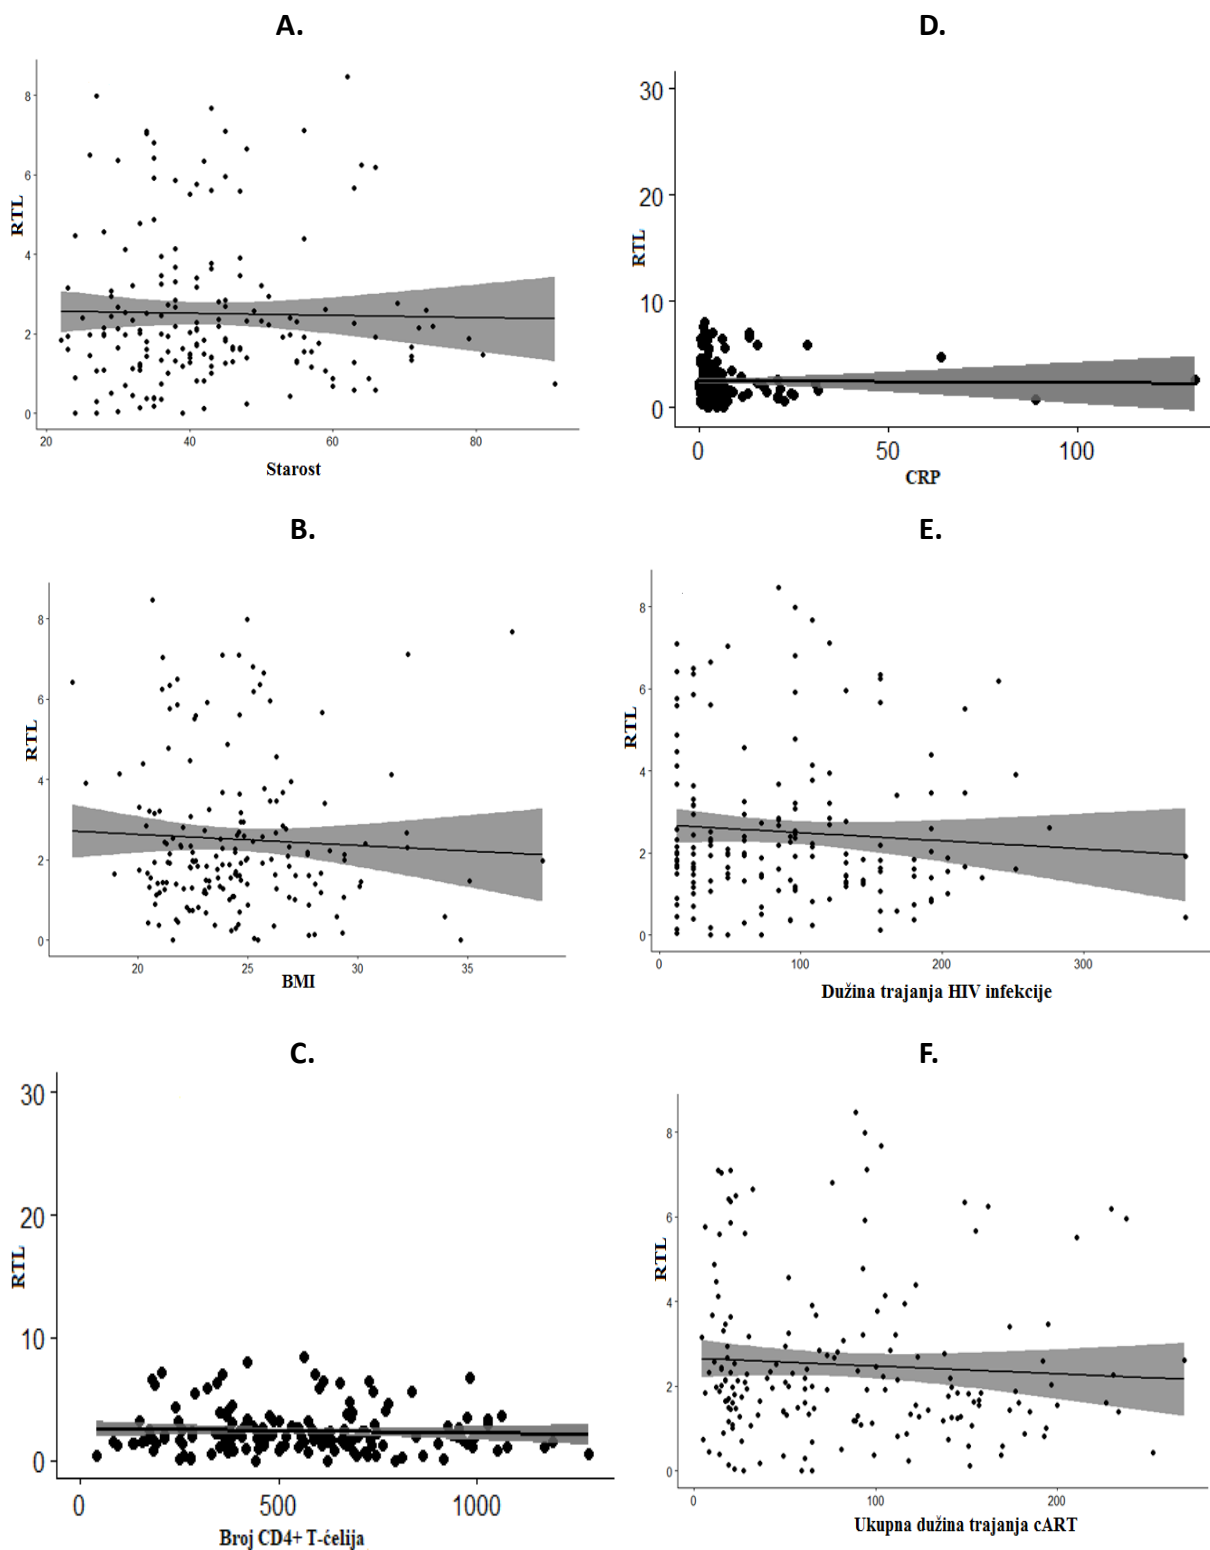 A.
8
6
4
2
0
RTL
20
40
60
80
Starost
D.
30
20
10
0
RTL
0
50
100
CRP
B.
8
6
4
2
0
RTL
20
25
30
35
BMI
E.
8
6
4
2
0
RTL
0
100
200
300
Dužina trajanja HIV infekcije
C.
30
20
10
0
RTL
0
500
1000
Broj CD4+ T-ćelija
F.
8
6
4
2
0
RTL
0
100
200
Ukupna dužina trajanja cART